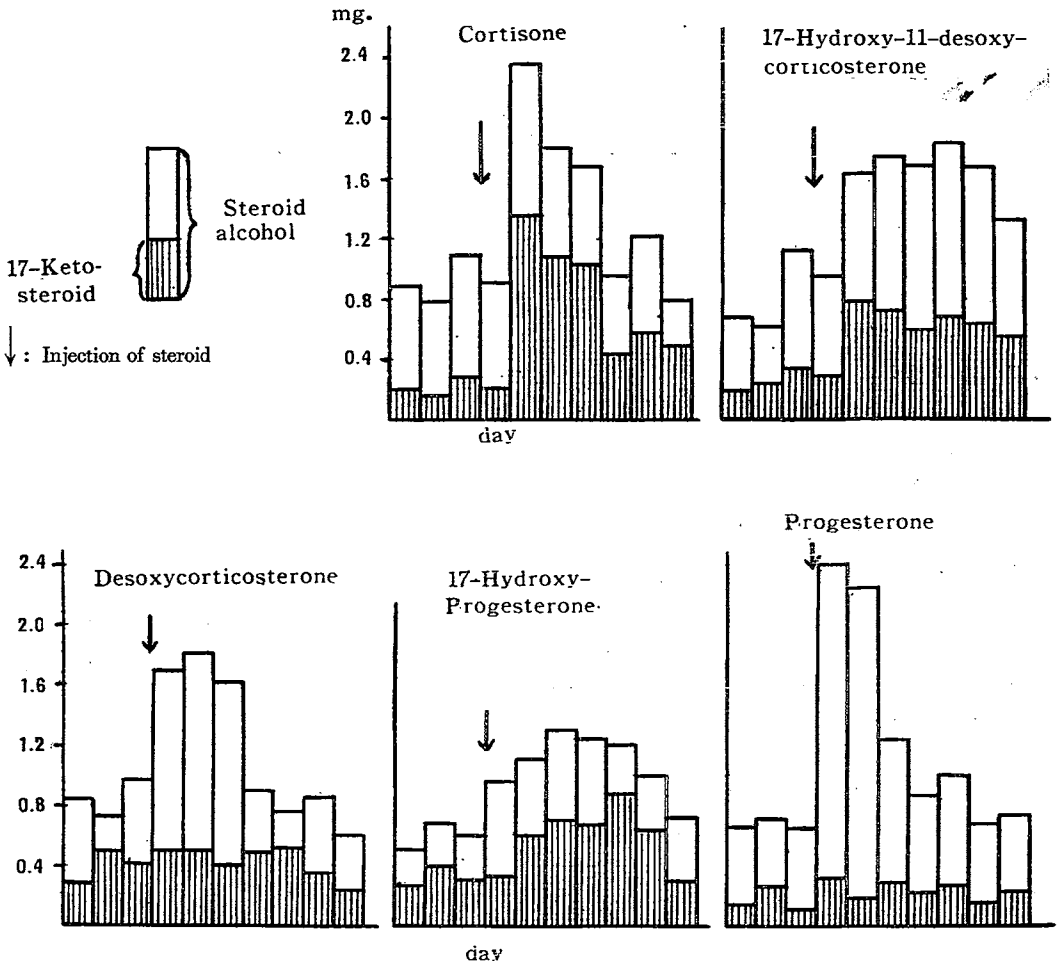 mg.
Cortisone
17-Hydroxy-11-desoxy-
corticosterone
2.4
2.0
1.6
1.2
0.8
0.4
Steroid
alcohol
17-Keto-
steroid
↓ : Injection of steroid
day
Progesterone
Desoxycorticosterone
17-Hydroxy-
Progesterone
2.4
2.0
1.6
1.2
0.8
0.4
day